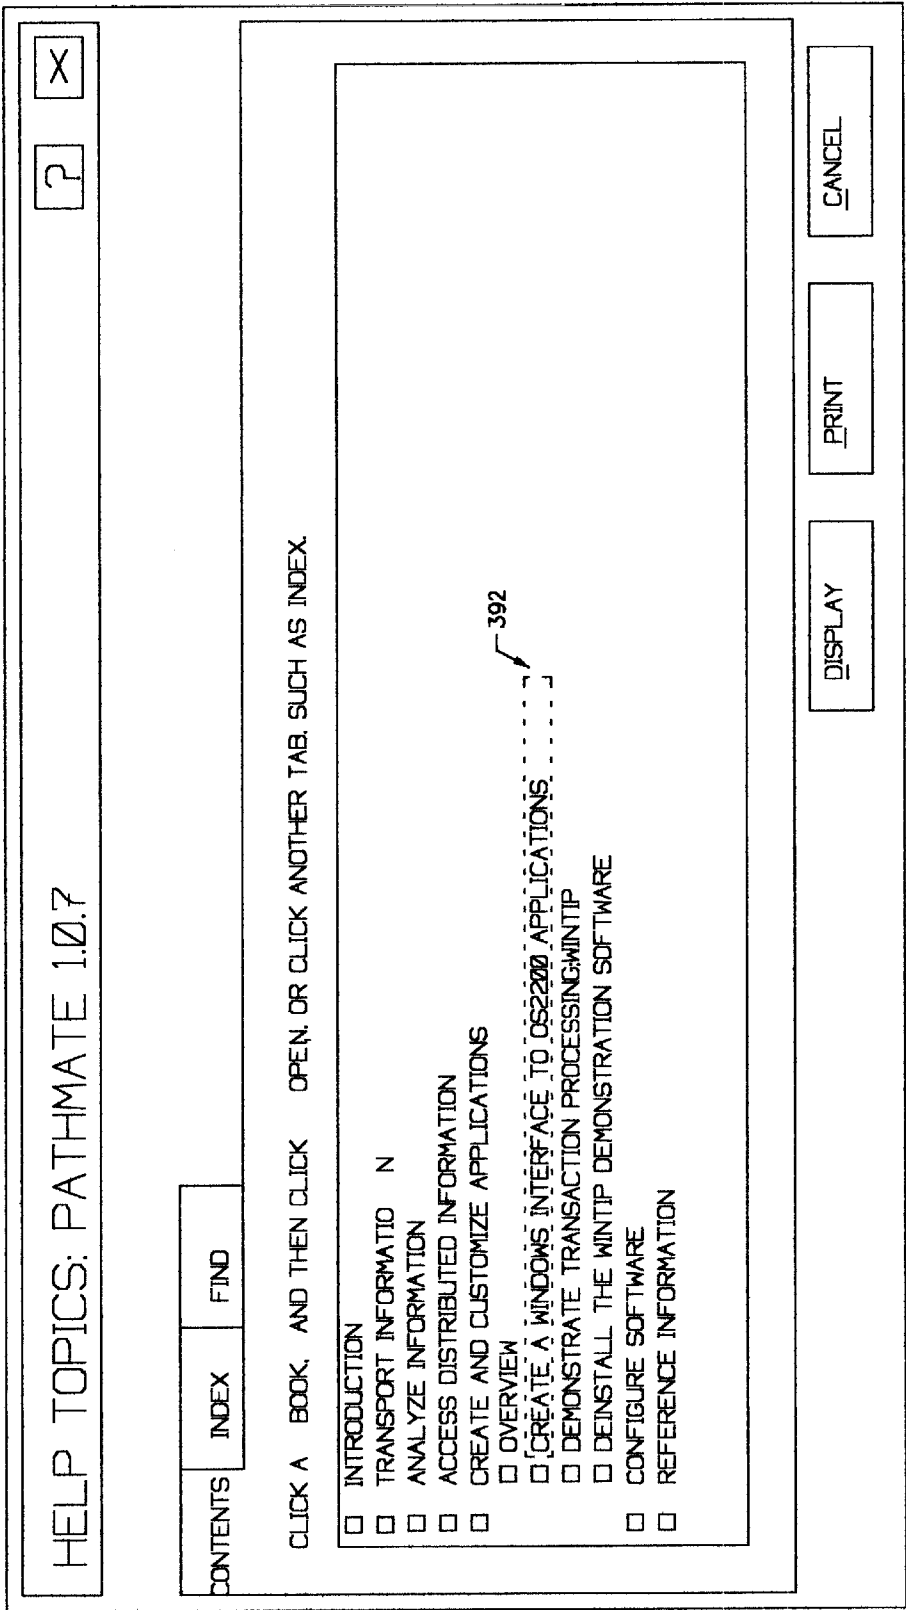 HELP TOPICS: PATHMATE 1.0.7
? X
CONTENTS INDEX FIND
CLICK A BOOK, AND THEN CLICK OPEN. OR CLICK ANOTHER TAB. SUCH AS INDEX.
INTRODUCTION
TRANSPORT INFORMATIO N
ANALYZE INFORMATION
ACCESS DISTRIBUTED INFORMATION
CREATE AND CUSTOMIZE APPLICATIONS
OVERVIEW
CREATE A WINDOWS INTERFACE TO OS2200 APPLICATIONS
DEMONSTRATE TRANSACTION PROCESSING:WINTIP
DEINSTALL THE WINTIP DEMONSTRATION SOFTWARE
CONFIGURE SOFTWARE
REFERENCE INFORMATION
392
DISPLAY PRINT CANCEL